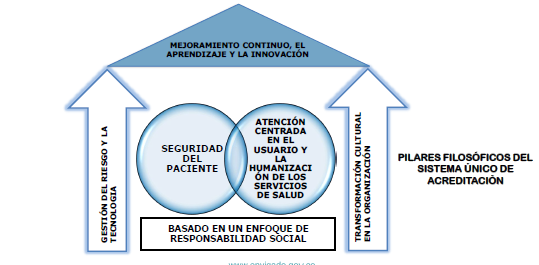 MEJORAMIENTO CONTINUO, EL
APRENDIZAJE Y LA INNOVACIÓN
GESTIÓN DEL RIESGO Y LA
TECNOLOGIA
SEGURIDAD
DEL
PACIENTE
ATENCIÓN
CENTRADA
EN EL
USUARIO Y
LA
HUMANIZACI
ÓN DE LOS
SERVICIOS
DE SALUD
TRANSFORMACIÓN CULTURAL
EN LA ORGANIZACIÓN
PILARES FILOSÓFICOS DEL
SISTEMA ÚNICO DE
ACREDITACIÓN
BASADO EN UN ENFOQUE DE
RESPONSABILIDAD SOCIAL